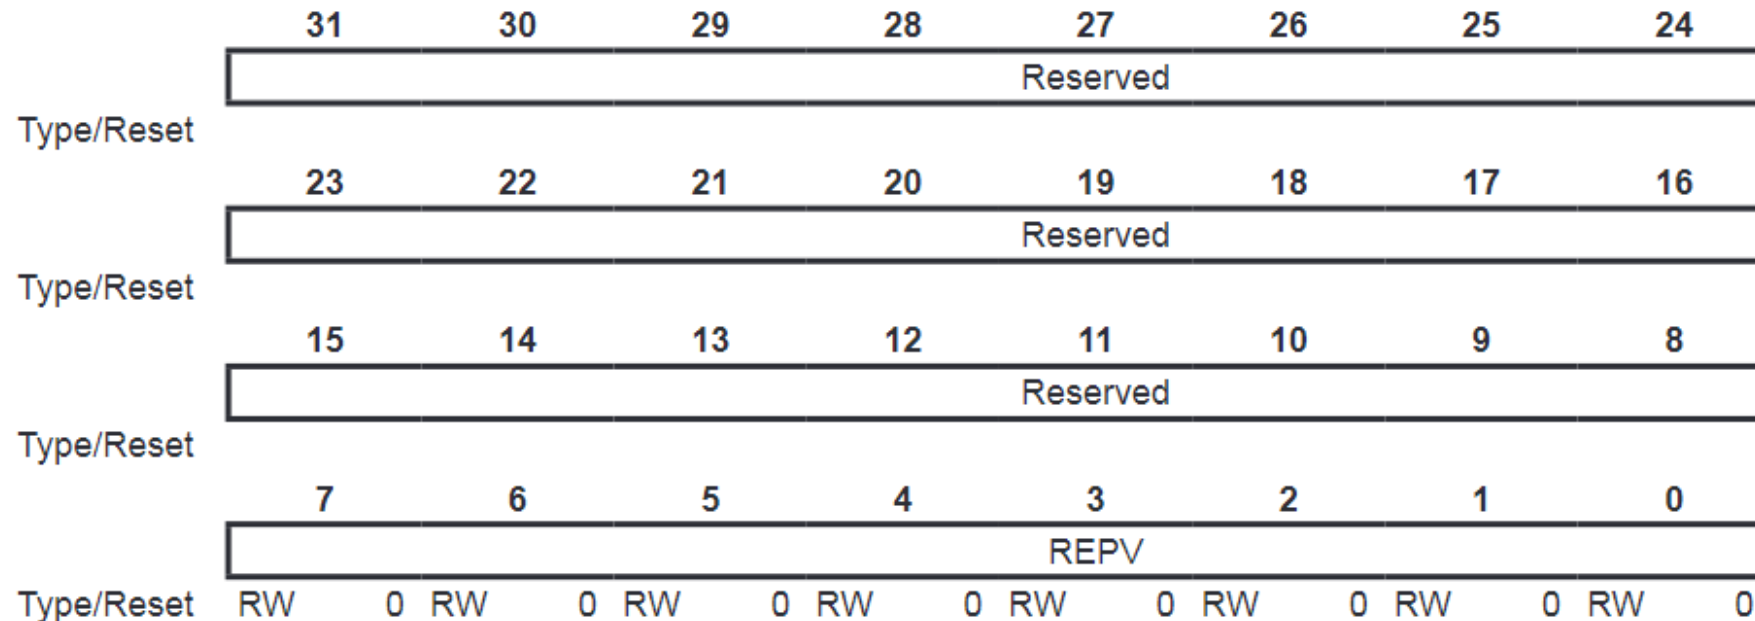 31 30 29 28 27 26 25 24
Reserved
Type/Reset
23 22 21 20 19 18 17 16
Reserved
Type/Reset
15 14 13 12 11 10 9 8
Reserved
Type/Reset
7 6 5 4 3 2 1 0
REPV
Type/Reset RW 0 RW 0 RW 0 RW 0 RW 0 RW 0 RW 0 RW 0